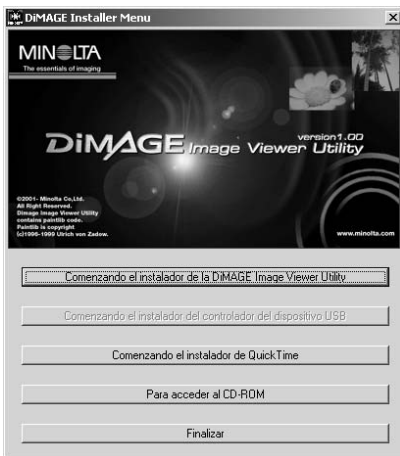 DiMAGE Installer Menu
MINOLTA
The essentials of imaging
DiMAGE Image Viewer Utility
version1.00
©2001- Minolta Co,Ltd.
All Right Reserved.
Dimage Image Viewer Utility
contains paintlib code.
Paintlib is copyright
(c)1996-1999 Ulrich von Zadow.
www.minolta.com
Comenzando el instalador de la DiMAGE Image Viewer Utility
Comenzando el instalador del controlador del dispositivo USB
Comenzando el instalador de QuickTime
Para acceder al CD-ROM
Finalizar